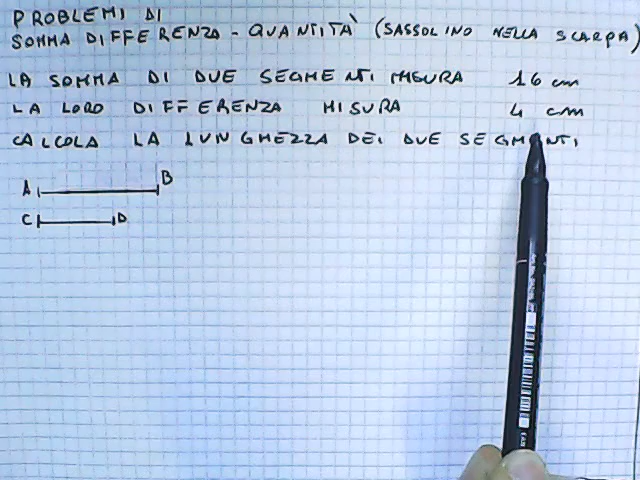 PROBLEMI DI
SOMMA DIFFERENZA - QUANTITÀ (SASSOLINO NELLA SCARPA)
LA SOMMA DI DUE SEGMENTI MISURA 16 cm
LA LORO DIFFERENZA MISURA 4 cm
CALCOLA LA LUNGHEZZA DEI DUE SEGMENTI
A B
C D